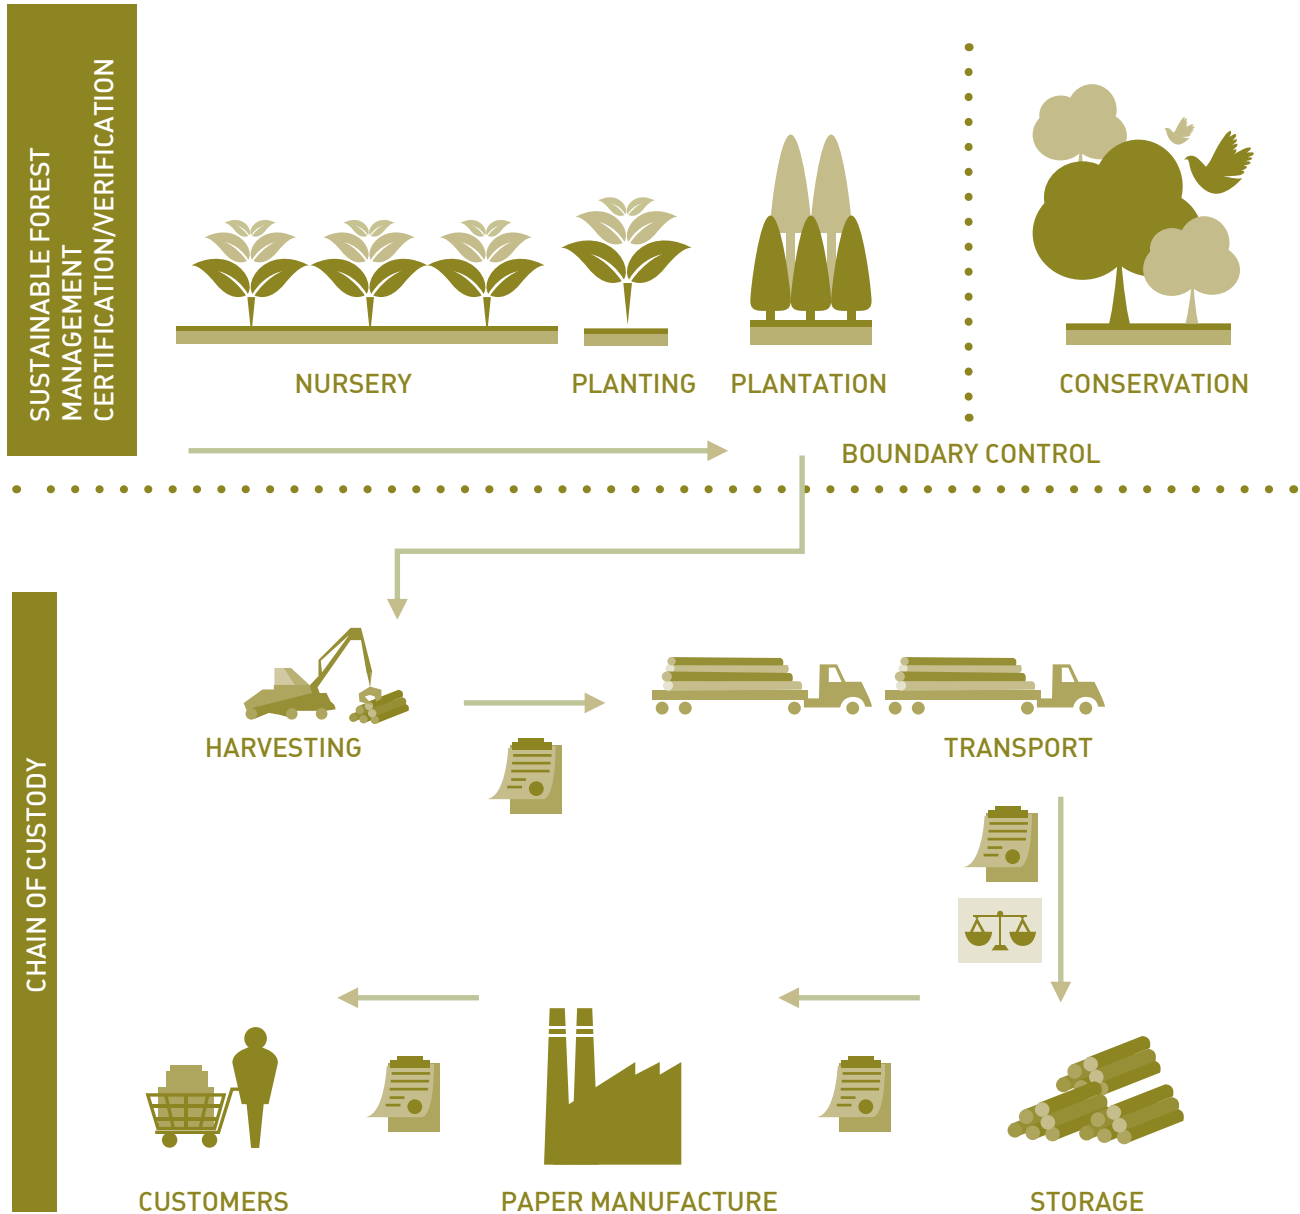 SUSTAINABLE FOREST
MANAGEMENT
CERTIFICATION/VERIFICATION
NURSERY
PLANTING
PLANTATION
CONSERVATION
BOUNDARY CONTROL
CHAIN OF CUSTODY
HARVESTING
TRANSPORT
CUSTOMERS
PAPER MANUFACTURE
STORAGE